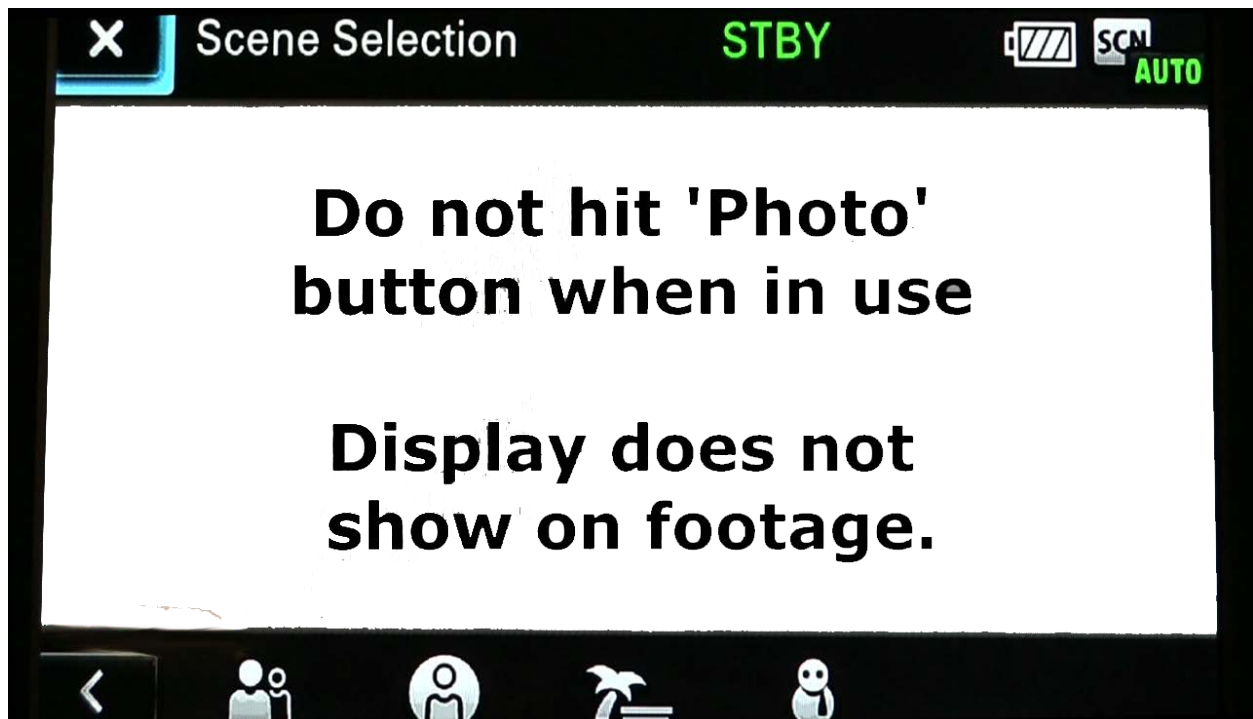 Scene Selection STBY SCN
AUTO
Do not hit 'Photo'
button when in use
Display does not
show on footage.